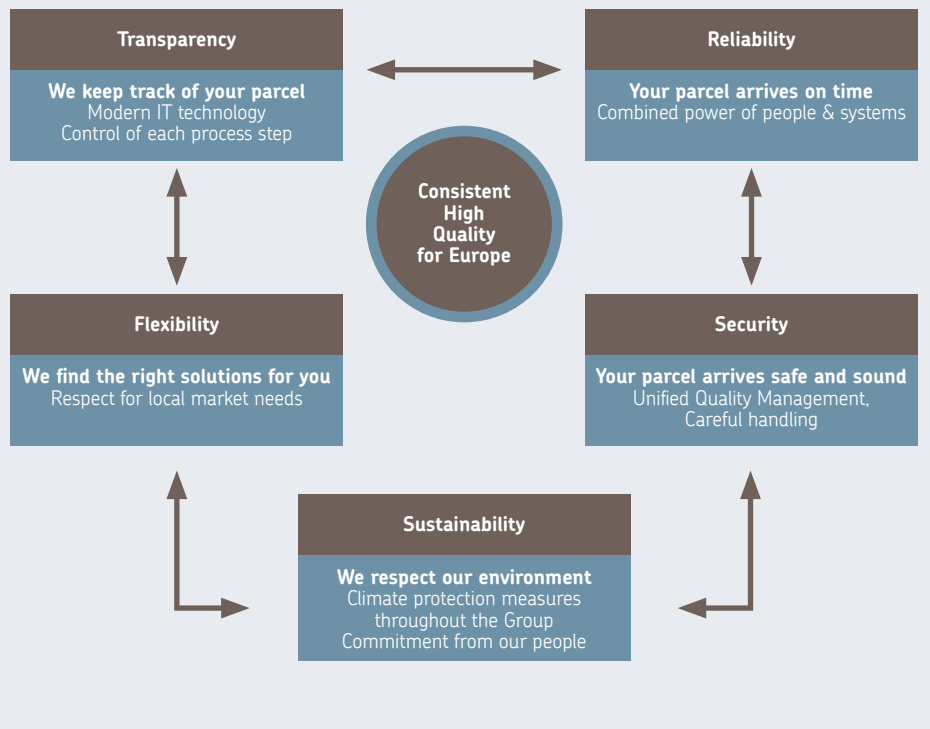 Transparency
We keep track of your parcel
Modern IT technology
Control of each process step
Reliability
Your parcel arrives on time
Combined power of people & systems
Consistent
High
Quality
for Europe
Flexibility
We find the right solutions for you
Respect for local market needs
Security
Your parcel arrives safe and sound
Unified Quality Management,
Careful handling
Sustainability
We respect our environment
Climate protection measures
throughout the Group
Commitment from our people